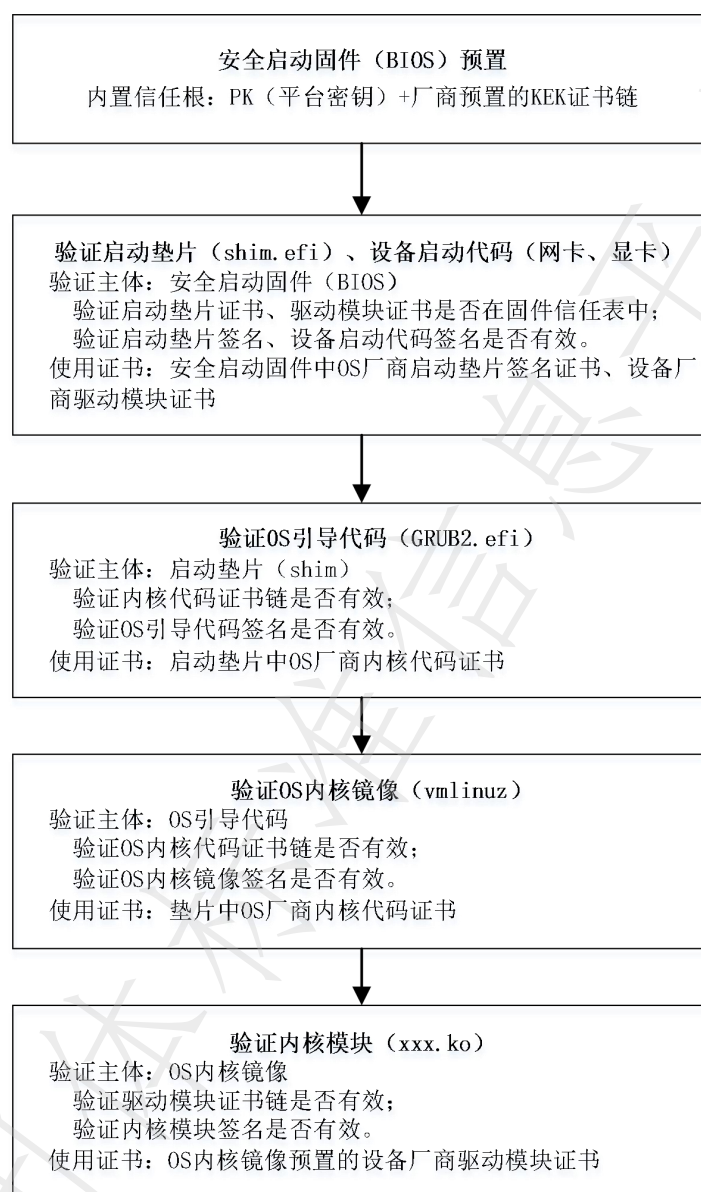 安全启动固件（BIOS）预置
内置信任根：PK（平台密钥）+厂商预置的KEK证书链
验证启动垫片（shim.efi）、设备启动代码（网卡、显卡）
验证主体：安全启动固件（BIOS）
验证启动垫片证书、驱动模块证书是否在固件信任表中；
验证启动垫片签名、设备启动代码签名是否有效。
使用证书：安全启动固件中OS厂商启动垫片签名证书、设备厂
商驱动模块证书
验证OS引导代码（GRUB2.efi）
验证主体：启动垫片（shim）
验证内核代码证书链是否有效；
验证OS引导代码签名是否有效。
使用证书：启动垫片中OS厂商内核代码证书
验证OS内核镜像（vmlinuz）
验证主体：OS引导代码
验证OS内核代码证书链是否有效；
验证OS内核镜像签名是否有效。
使用证书：垫片中OS厂商内核代码证书
验证内核模块（xxx.ko）
验证主体：OS内核镜像
验证驱动模块证书链是否有效；
验证内核模块签名是否有效。
使用证书：OS内核镜像预置的设备厂商驱动模块证书